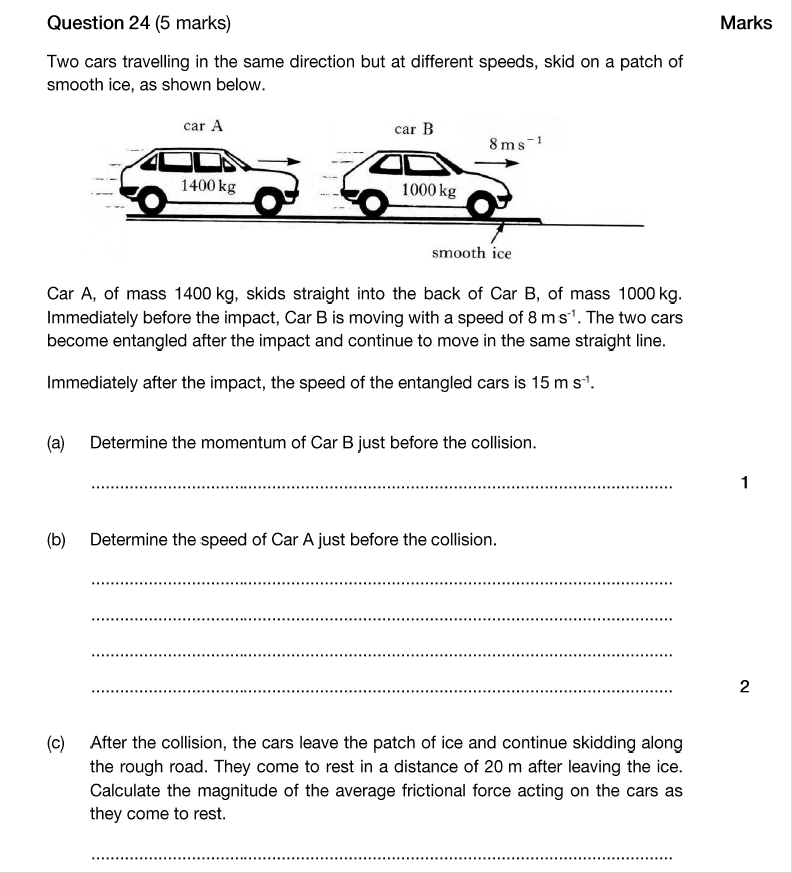 Question 24 (5 marks)
Marks
Two cars travelling in the same direction but at different speeds, skid on a patch of
smooth ice, as shown below.
car A
car B
8 m s⁻¹
1400 kg
1000 kg
smooth ice
Car A, of mass 1400 kg, skids straight into the back of Car B, of mass 1000 kg.
Immediately before the impact, Car B is moving with a speed of 8 m s⁻¹. The two cars
become entangled after the impact and continue to move in the same straight line.
Immediately after the impact, the speed of the entangled cars is 15 m s⁻¹.
(a) Determine the momentum of Car B just before the collision.
1
(b) Determine the speed of Car A just before the collision.
2
(c) After the collision, the cars leave the patch of ice and continue skidding along
the rough road. They come to rest in a distance of 20 m after leaving the ice.
Calculate the magnitude of the average frictional force acting on the cars as
they come to rest.